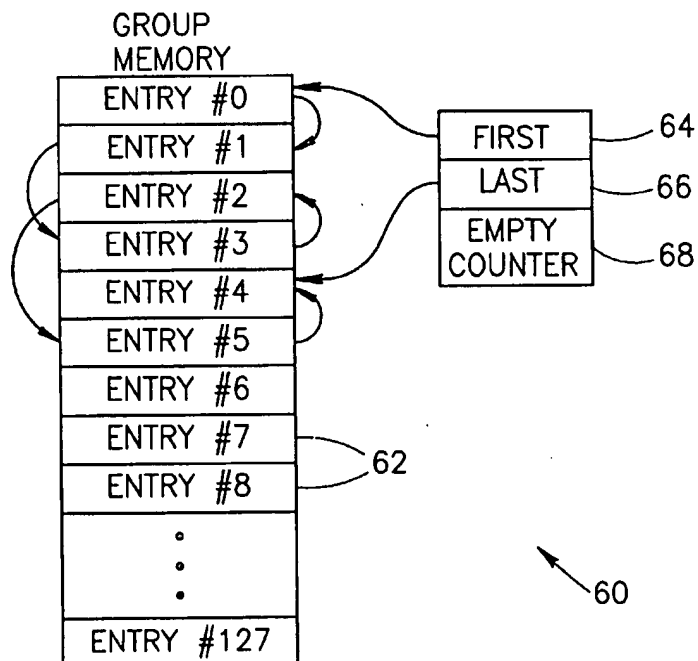 GROUP
MEMORY
ENTRY #0
ENTRY #1
ENTRY #2
ENTRY #3
ENTRY #4
ENTRY #5
ENTRY #6
ENTRY #7
ENTRY #8
ENTRY #127
FIRST
LAST
EMPTY
COUNTER
64
66
68
62
60